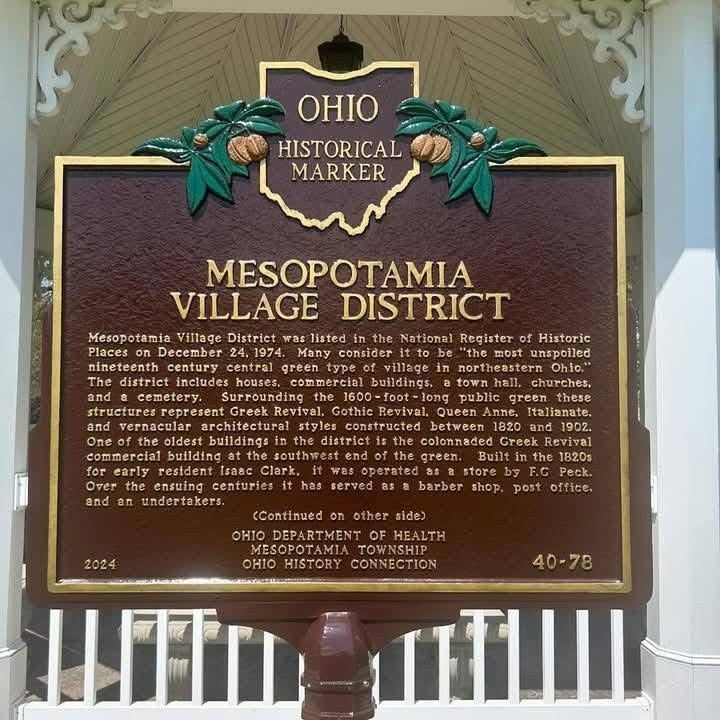 OHIO
HISTORICAL
MARKER
MESOPOTAMIA
VILLAGE DISTRICT
Mesopotamia Village District was listed in the National Register of Historic
Places on December 24, 1974. Many consider it to be "the most unspoiled
nineteenth century central green type of village in northeastern Ohio."
The district includes houses, commercial buildings, a town hall, churches,
and a cemetery. Surrounding the 1600-foot-long public green these
structures represent Greek Revival, Gothic Revival, Queen Anne, Italianate,
and vernacular architectural styles constructed between 1820 and 1902.
One of the oldest buildings in the district is the colonnaded Greek Revival
commercial building at the southwest end of the green. Built in the 1820s
for early resident Isaac Clark, it was operated as a store by F.C Peck.
Over the ensuing centuries it has served as a barber shop, post office,
and an undertakers.
(Continued on other side)
OHIO DEPARTMENT OF HEALTH
MESOPOTAMIA TOWNSHIP
2024 OHIO HISTORY CONNECTION 40-78